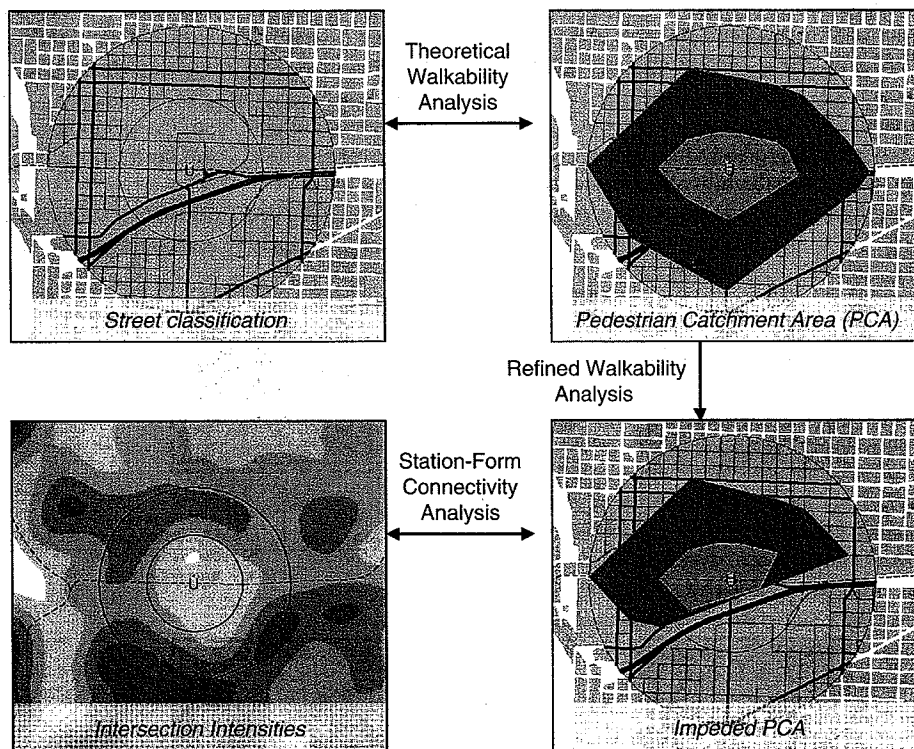 Theoretical
Walkability
Analysis
Street classification
Pedestrian Catchment Area (PCA)
Refined Walkability
Analysis
Station-Form
Connectivity
Analysis
Intersection Intensities
Impeded PCA